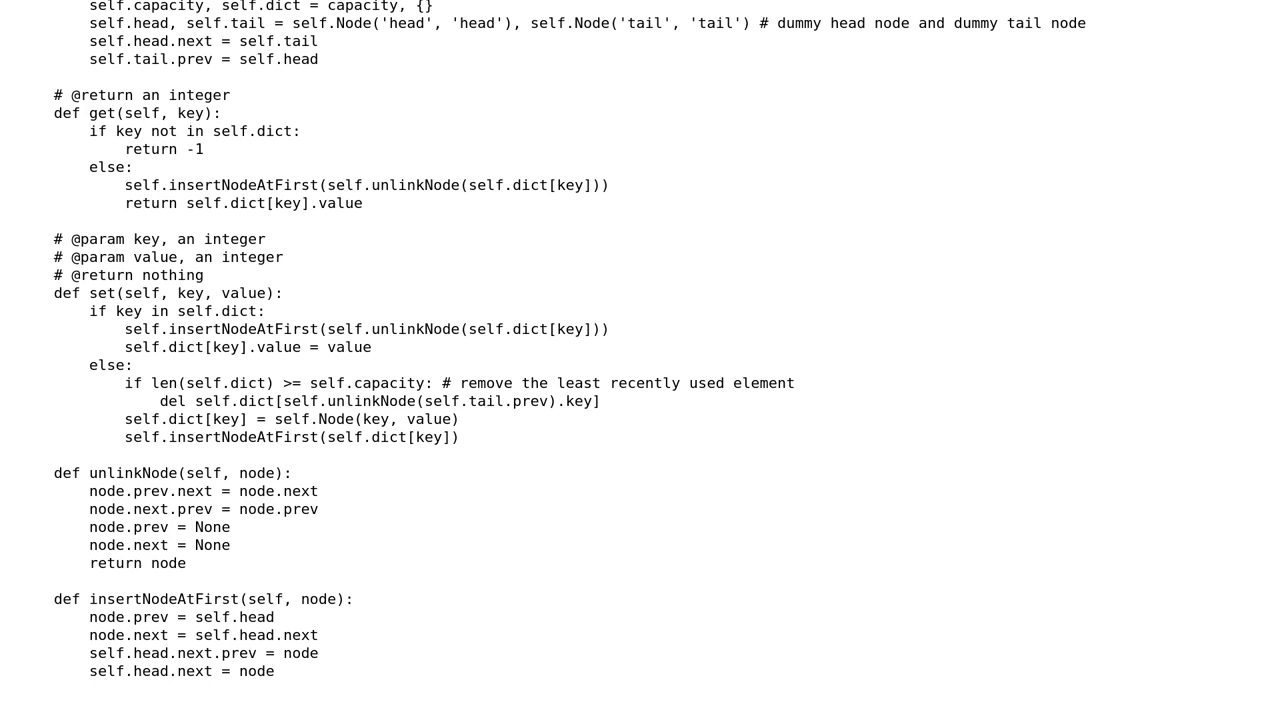 self.capacity, self.dict = capacity, {}
        self.head, self.tail = self.Node('head', 'head'), self.Node('tail', 'tail') # dummy head node and dummy tail node
        self.head.next = self.tail
        self.tail.prev = self.head

    # @return an integer
    def get(self, key):
        if key not in self.dict:
            return -1
        else:
            self.insertNodeAtFirst(self.unlinkNode(self.dict[key]))
            return self.dict[key].value

    # @param key, an integer
    # @param value, an integer
    # @return nothing
    def set(self, key, value):
        if key in self.dict:
            self.insertNodeAtFirst(self.unlinkNode(self.dict[key]))
            self.dict[key].value = value
        else:
            if len(self.dict) >= self.capacity: # remove the least recently used element
                del self.dict[self.unlinkNode(self.tail.prev).key]
            self.dict[key] = self.Node(key, value)
            self.insertNodeAtFirst(self.dict[key])

    def unlinkNode(self, node):
        node.prev.next = node.next
        node.next.prev = node.prev
        node.prev = None
        node.next = None
        return node

    def insertNodeAtFirst(self, node):
        node.prev = self.head
        node.next = self.head.next
        self.head.next.prev = node
        self.head.next = node